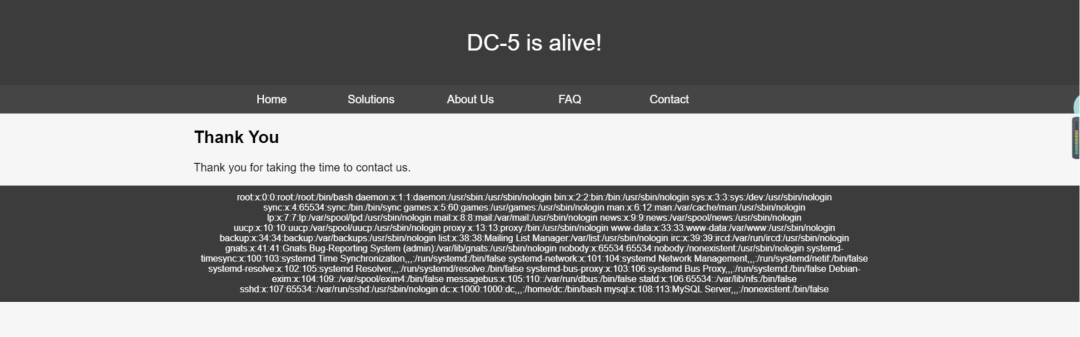 DC-5 is alive!
Home Solutions About Us FAQ Contact
Thank You
Thank you for taking the time to contact us.
root:x:0:0:root:/root:/bin/bash daemon:x:1:1:daemon:/usr/sbin:/usr/sbin/nologin bin:x:2:2:bin:/bin:/usr/sbin/nologin sys:x:3:3:sys:/dev:/usr/sbin/nologin
sync:x:4:65534:sync:/bin:/bin/sync games:x:5:60:games:/usr/games:/usr/sbin/nologin man:x:6:12:man:/var/cache/man:/usr/sbin/nologin
lp:x:7:7:lp:/var/spool/lpd:/usr/sbin/nologin mail:x:8:8:mail:/var/mail:/usr/sbin/nologin news:x:9:9:news:/var/spool/news:/usr/sbin/nologin
uucp:x:10:10:uucp:/var/spool/uucp:/usr/sbin/nologin proxy:x:13:13:proxy:/bin:/usr/sbin/nologin www-data:x:33:33:www-data:/var/www:/usr/sbin/nologin
backup:x:34:34:backup:/var/backups:/usr/sbin/nologin list:x:38:38:Mailing List Manager:/var/list:/usr/sbin/nologin irc:x:39:39:ircd:/var/run/ircd:/usr/sbin/nologin
gnats:x:41:41:Gnats Bug-Reporting System (admin):/var/lib/gnats:/usr/sbin/nologin nobody:x:65534:65534:nobody:/nonexistent:/usr/sbin/nologin systemd-
timesync:x:100:103:systemd Time Synchronization,,,:/run/systemd:/bin/false systemd-network:x:101:104:systemd Network Management,,,:/run/systemd/netif:/bin/false
systemd-resolve:x:102:105:systemd Resolver,,,:/run/systemd/resolve:/bin/false systemd-bus-proxy:x:103:106:systemd Bus Proxy,,,:/run/systemd:/bin/false Debian-
exim:x:104:109::/var/spool/exim4:/bin/false messagebus:x:105:110::/var/run/dbus:/bin/false statd:x:106:65534::/var/lib/nfs:/bin/false
sshd:x:107:65534::/var/run/sshd:/usr/sbin/nologin dc:x:1000:1000:dc,,,:/home/dc:/bin/bash mysql:x:108:113:MySQL Server,,,:/nonexistent:/bin/false